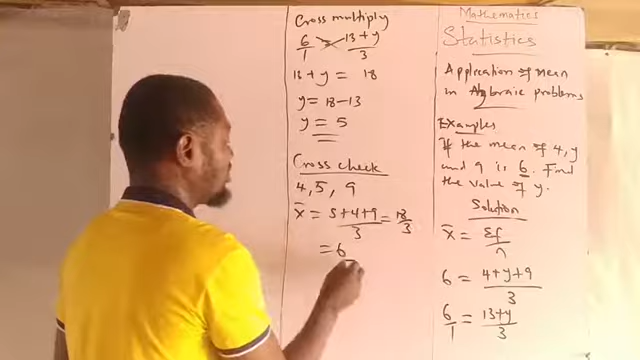 Mathematics
Statistics
Application of mean
in Algbraic problems
Examples
If the mean of 4, y
and 9 is 6. Find
the value of y.
Solution
x̄ = Σf/n
6 = 4+y+9/3
6/1 = 13+y/3
Cross multiply
6/1 = 13+y/3
13+y = 18
y = 18-13
y = 5
Cross check
4, 5, 9
x̄ = 5+4+9/3 = 18/3
= 6